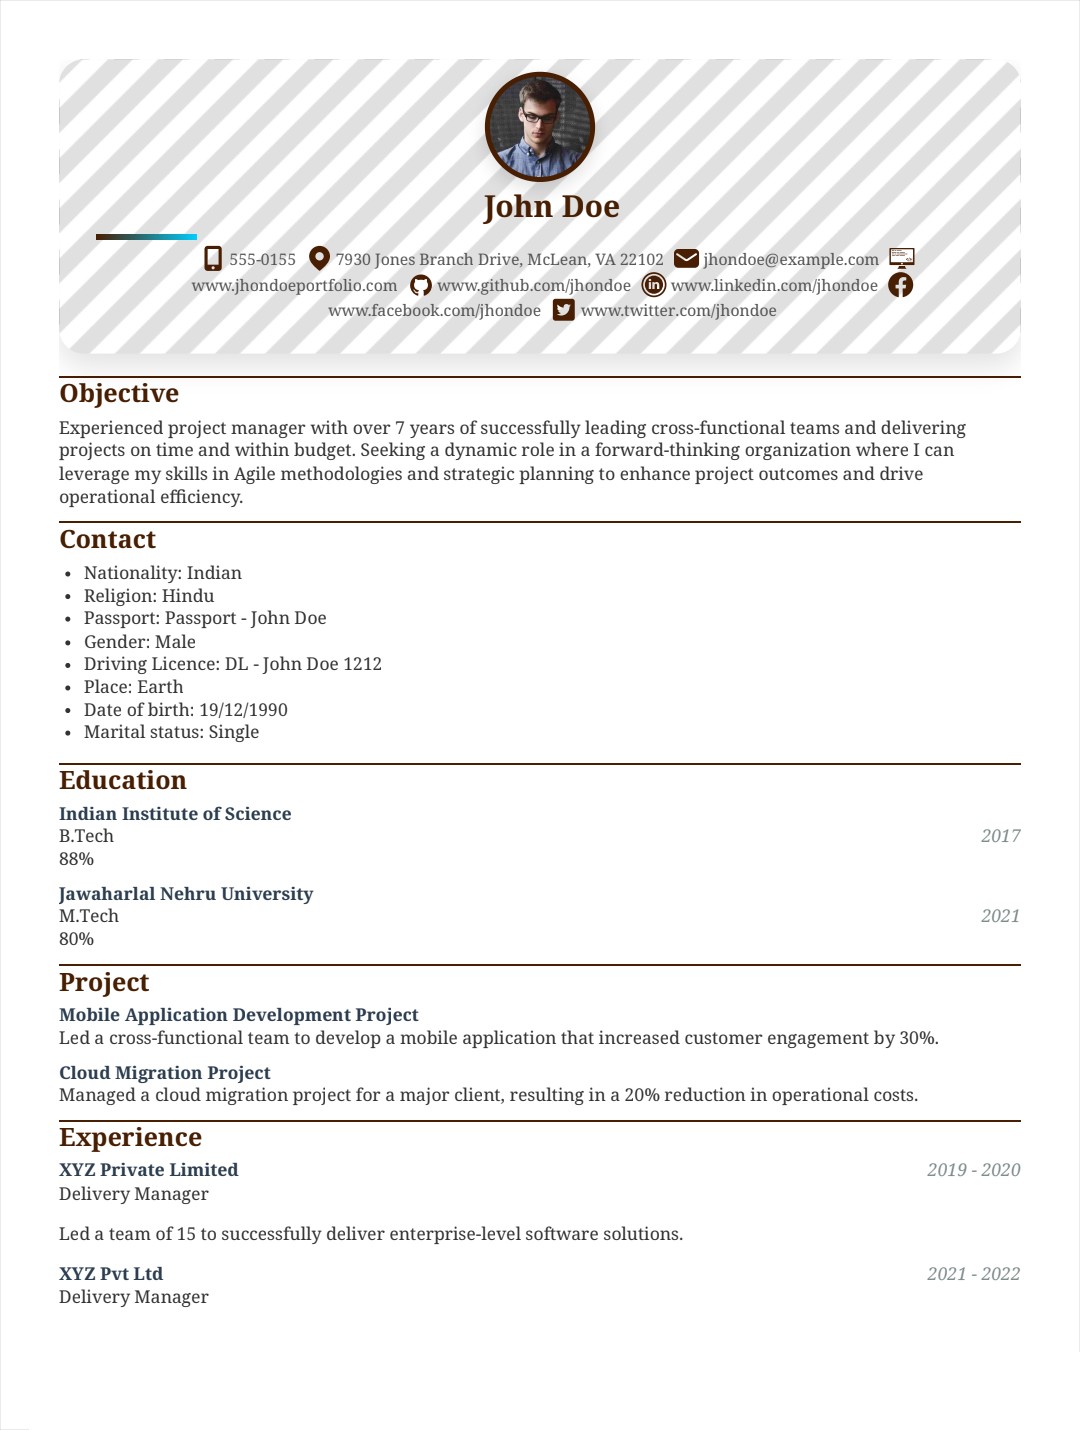 John Doe
555-0155 7930 Jones Branch Drive, McLean, VA 22102 jhondoe@example.com
www.jhondoeportfolio.com www.github.com/jhondoe www.linkedin.com/jhondoe
www.facebook.com/jhondoe www.twitter.com/jhondoe
Objective
Experienced project manager with over 7 years of successfully leading cross-functional teams and delivering
projects on time and within budget. Seeking a dynamic role in a forward-thinking organization where I can
leverage my skills in Agile methodologies and strategic planning to enhance project outcomes and drive
operational efficiency.
Contact
• Nationality: Indian
• Religion: Hindu
• Passport: Passport - John Doe
• Gender: Male
• Driving Licence: DL - John Doe 1212
• Place: Earth
• Date of birth: 19/12/1990
• Marital status: Single
Education
Indian Institute of Science
B.Tech 2017
88%
Jawaharlal Nehru University
M.Tech 2021
80%
Project
Mobile Application Development Project
Led a cross-functional team to develop a mobile application that increased customer engagement by 30%.
Cloud Migration Project
Managed a cloud migration project for a major client, resulting in a 20% reduction in operational costs.
Experience
XYZ Private Limited 2019 - 2020
Delivery Manager
Led a team of 15 to successfully deliver enterprise-level software solutions.
XYZ Pvt Ltd 2021 - 2022
Delivery Manager